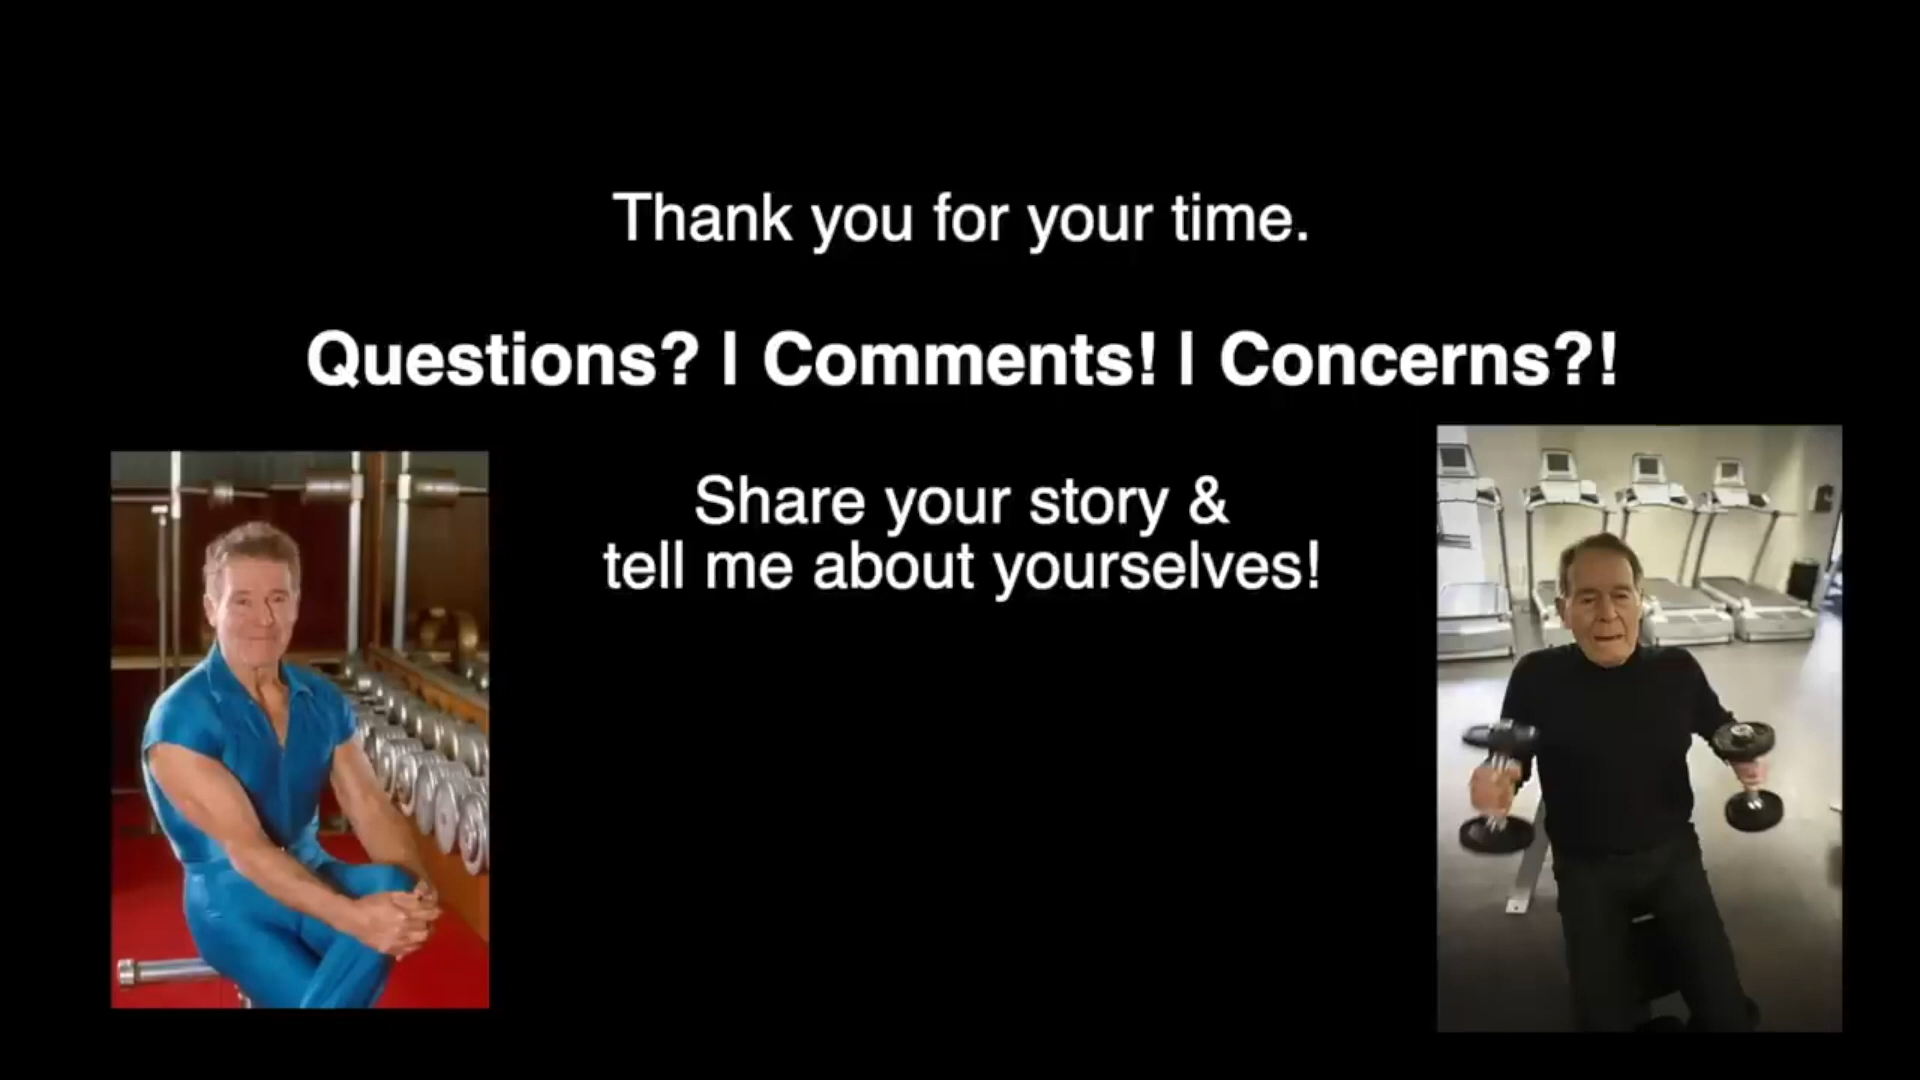 Thank you for your time.
Questions? | Comments! | Concerns?!
Share your story &
tell me about yourselves!